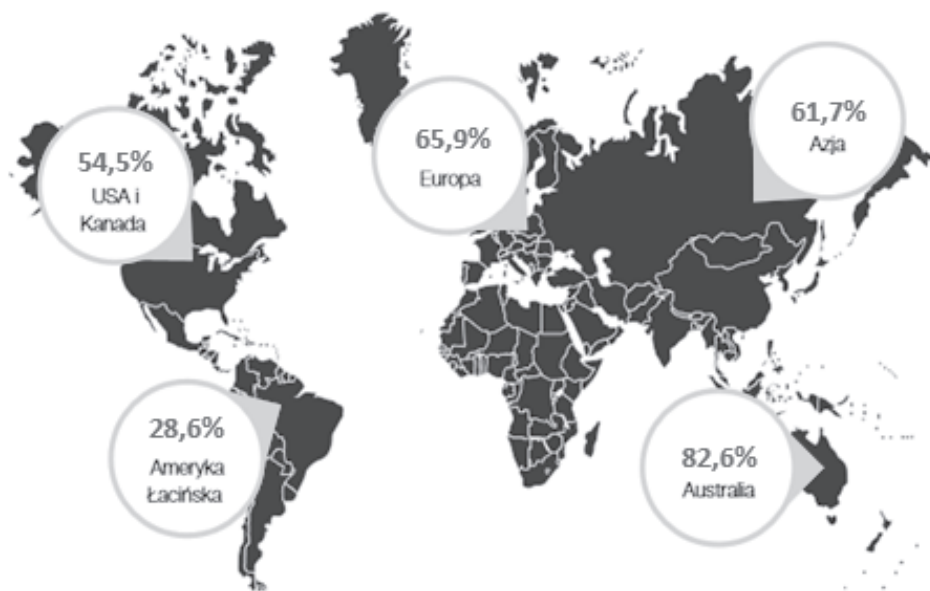 54,5%
USA i
Kanada
65,9%
Europa
61,7%
Azja
28,6%
Ameryka
Łacińska
82,6%
Australia